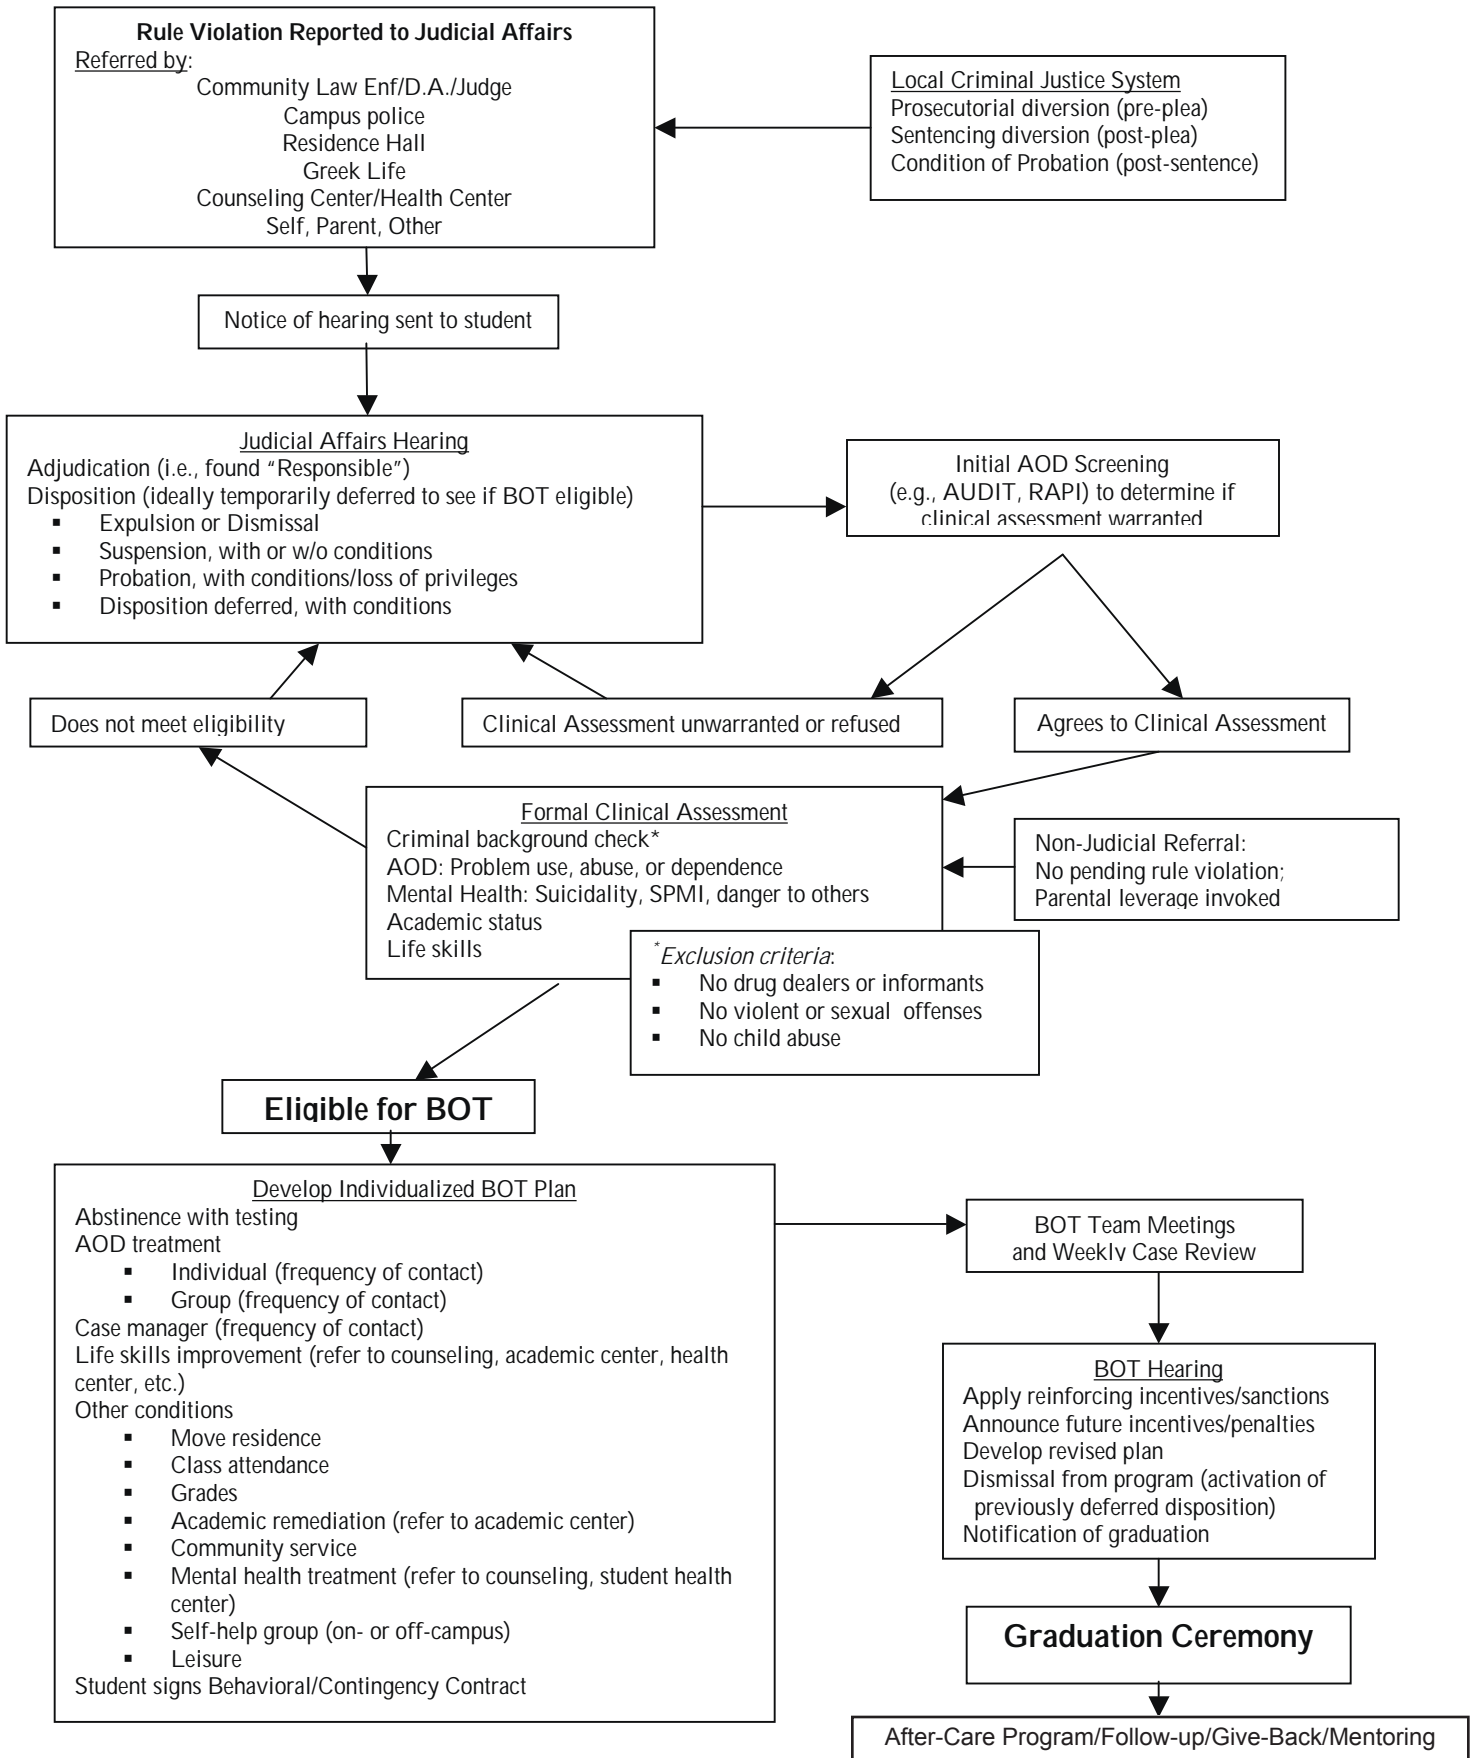 Rule Violation Reported to Judicial Affairs
Referred by:
Community Law Enf/D.A./Judge
Campus police
Residence Hall
Greek Life
Counseling Center/Health Center
Self, Parent, Other
Local Criminal Justice System
Prosecutorial diversion (pre-plea)
Sentencing diversion (post-plea)
Condition of Probation (post-sentence)
Notice of hearing sent to student
Judicial Affairs Hearing
Adjudication (i.e., found “Responsible”)
Disposition (ideally temporarily deferred to see if BOT eligible)
▪ Expulsion or Dismissal
▪ Suspension, with or w/o conditions
▪ Probation, with conditions/loss of privileges
▪ Disposition deferred, with conditions
Initial AOD Screening
(e.g., AUDIT, RAPI) to determine if
clinical assessment warranted
Does not meet eligibility
Clinical Assessment unwarranted or refused
Agrees to Clinical Assessment
Formal Clinical Assessment
Criminal background check*
AOD: Problem use, abuse, or dependence
Mental Health: Suicidality, SPMI, danger to others
Academic status
Life skills
Non-Judicial Referral:
No pending rule violation;
Parental leverage invoked
*Exclusion criteria:
▪ No drug dealers or informants
▪ No violent or sexual offenses
▪ No child abuse
Eligible for BOT
Develop Individualized BOT Plan
Abstinence with testing
AOD treatment
▪ Individual (frequency of contact)
▪ Group (frequency of contact)
Case manager (frequency of contact)
Life skills improvement (refer to counseling, academic center, health
center, etc.)
Other conditions
▪ Move residence
▪ Class attendance
▪ Grades
▪ Academic remediation (refer to academic center)
▪ Community service
▪ Mental health treatment (refer to counseling, student health
center)
▪ Self-help group (on- or off-campus)
▪ Leisure
Student signs Behavioral/Contingency Contract
BOT Team Meetings
and Weekly Case Review
BOT Hearing
Apply reinforcing incentives/sanctions
Announce future incentives/penalties
Develop revised plan
Dismissal from program (activation of
previously deferred disposition)
Notification of graduation
Graduation Ceremony
After-Care Program/Follow-up/Give-Back/Mentoring